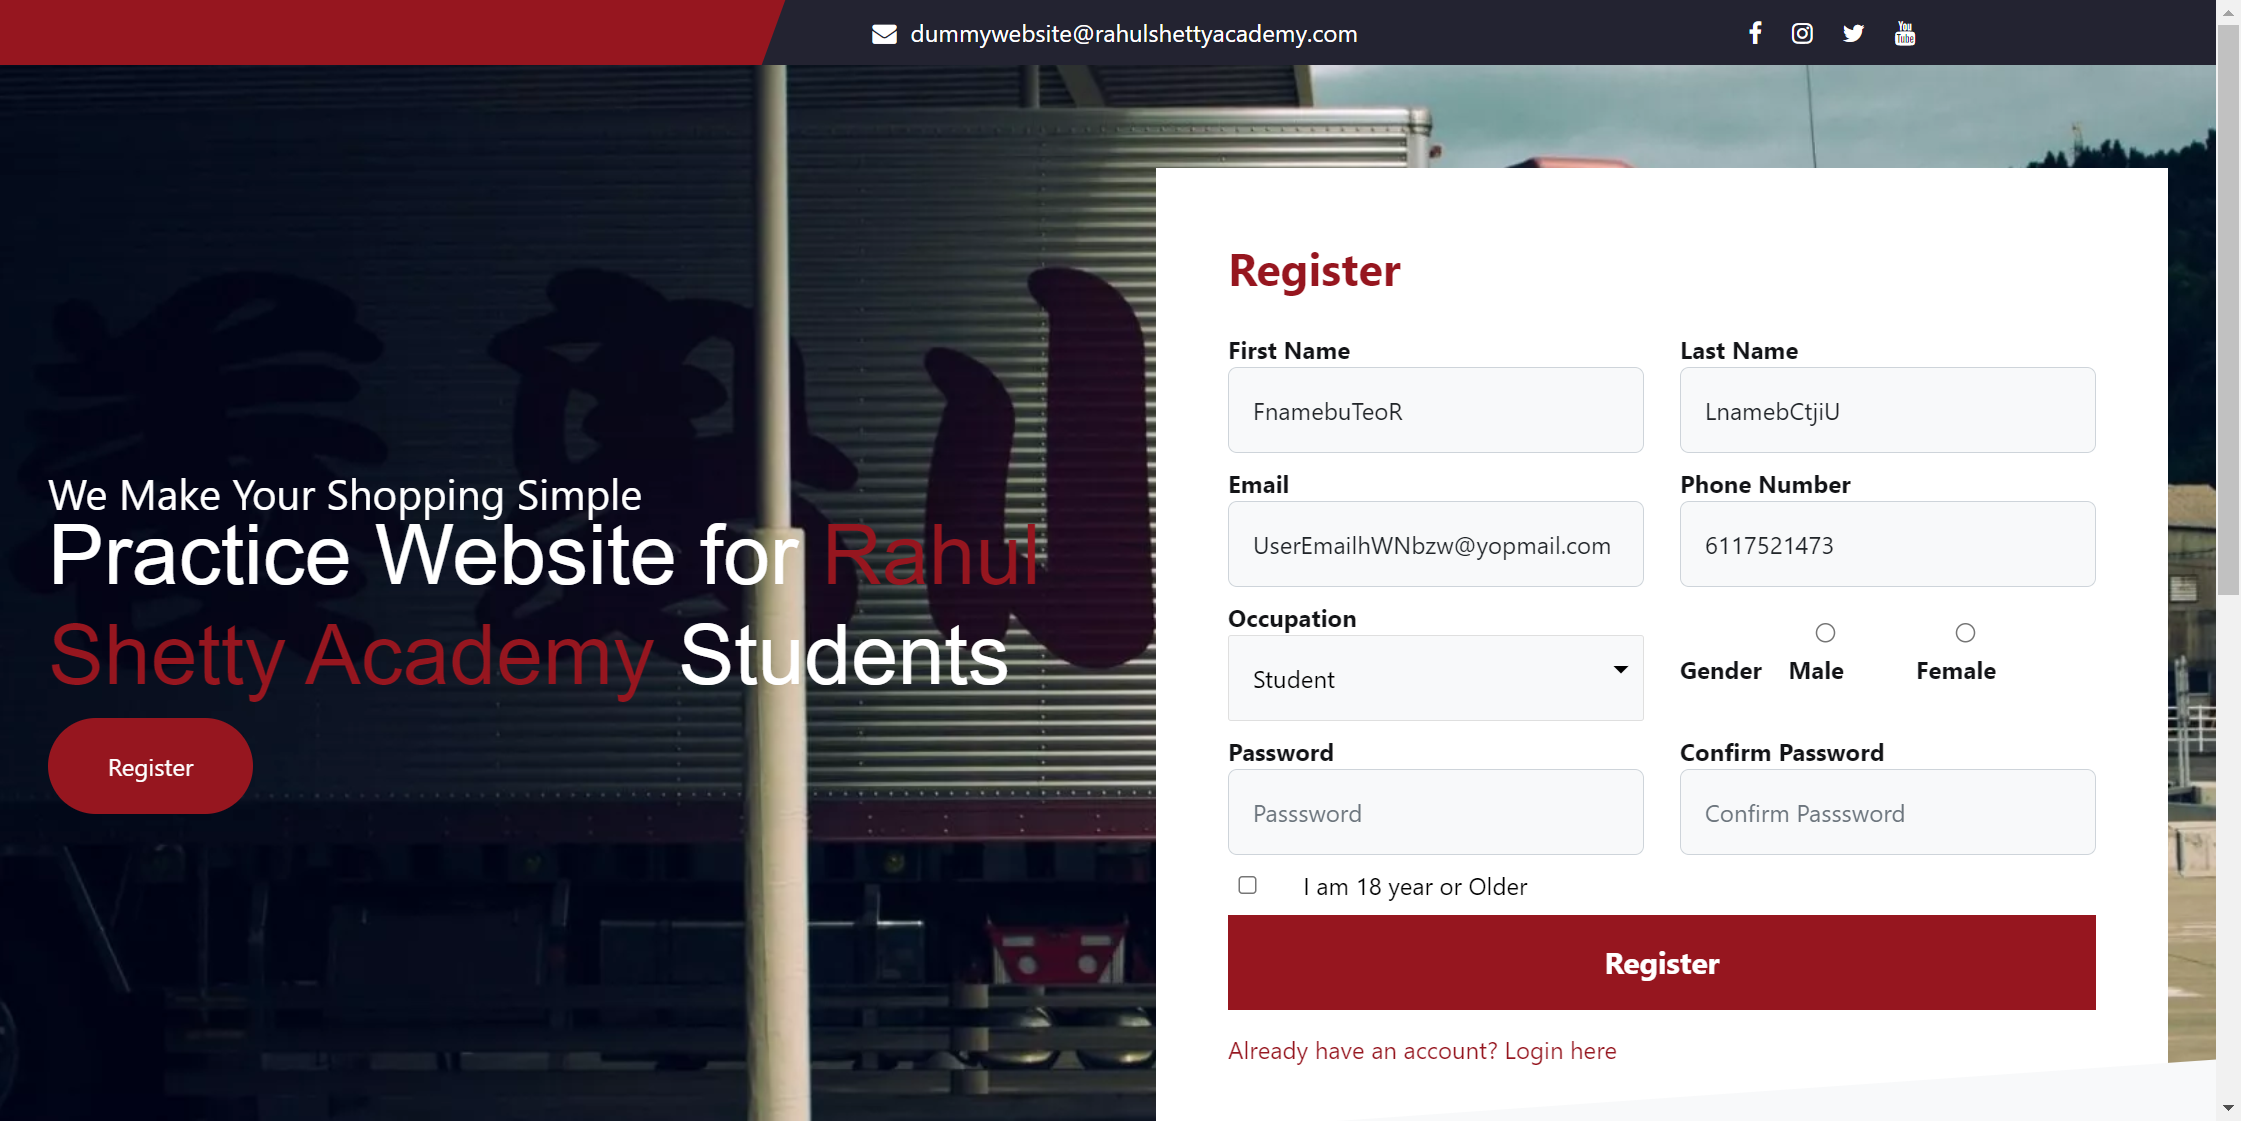 dummywebsite@rahulshettyacademy.com
You
Tube
We Make Your Shopping Simple
Practice Website for Rahul
Shetty Academy Students
Register
Register
First Name
Last Name
FnamebuTeoR
LnamebCtjiU
Email
Phone Number
UserEmailhWNbzw@yopmail.com
6117521473
Occupation
Student
Gender
Male
Female
Password
Confirm Password
Passsword
Confirm Passsword
I am 18 year or Older
Register
Already have an account? Login here